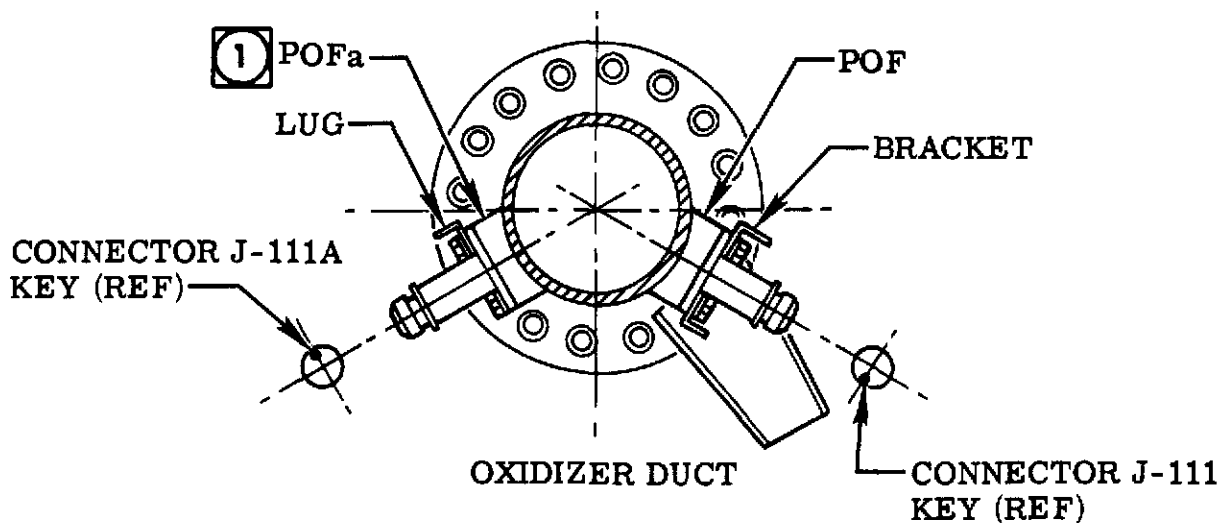 1 POFa
POF
LUG
BRACKET
CONNECTOR J-111A
KEY (REF)
OXIDIZER DUCT
CONNECTOR J-111
KEY (REF)